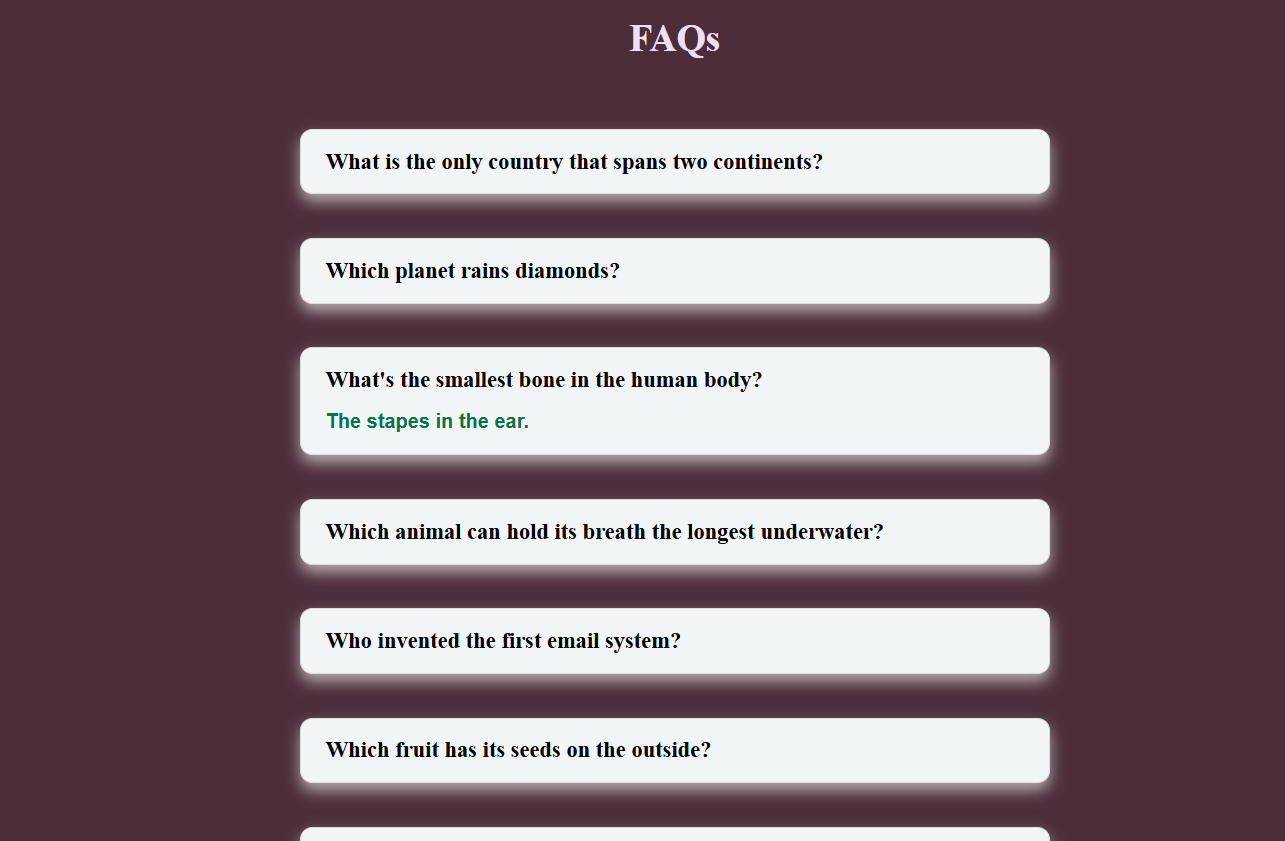 FAQs
What is the only country that spans two continents?
Which planet rains diamonds?
What's the smallest bone in the human body?
The stapes in the ear.
Which animal can hold its breath the longest underwater?
Who invented the first email system?
Which fruit has its seeds on the outside?